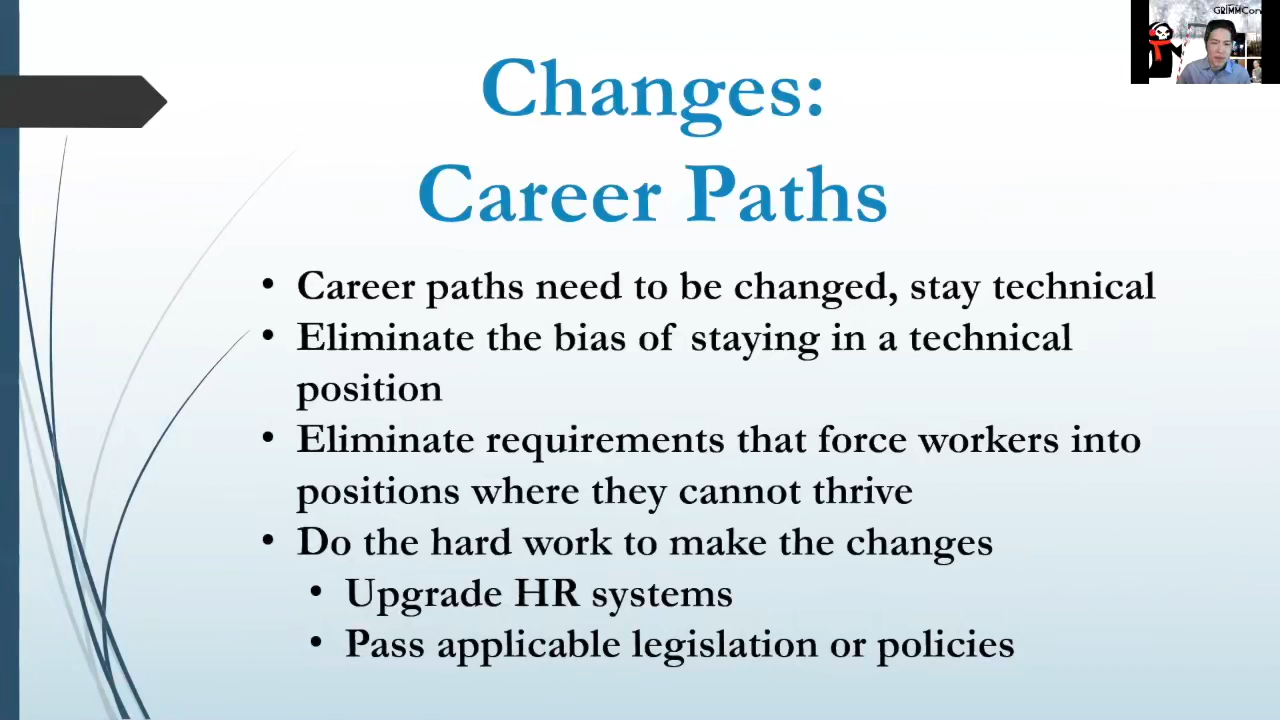 GRIMMCon
Changes:
Career Paths
• Career paths need to be changed, stay technical
• Eliminate the bias of staying in a technical
position
• Eliminate requirements that force workers into
positions where they cannot thrive
• Do the hard work to make the changes
• Upgrade HR systems
• Pass applicable legislation or policies